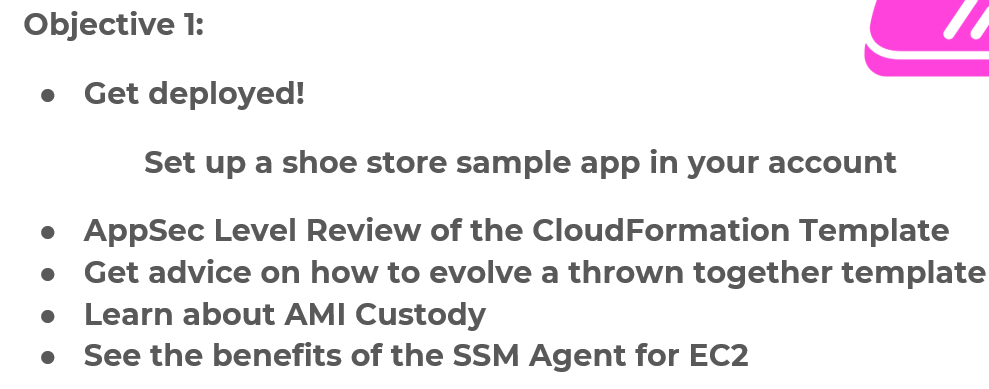 Objective 1:
● Get deployed!
Set up a shoe store sample app in your account
● AppSec Level Review of the CloudFormation Template
● Get advice on how to evolve a thrown together template
● Learn about AMI Custody
● See the benefits of the SSM Agent for EC2